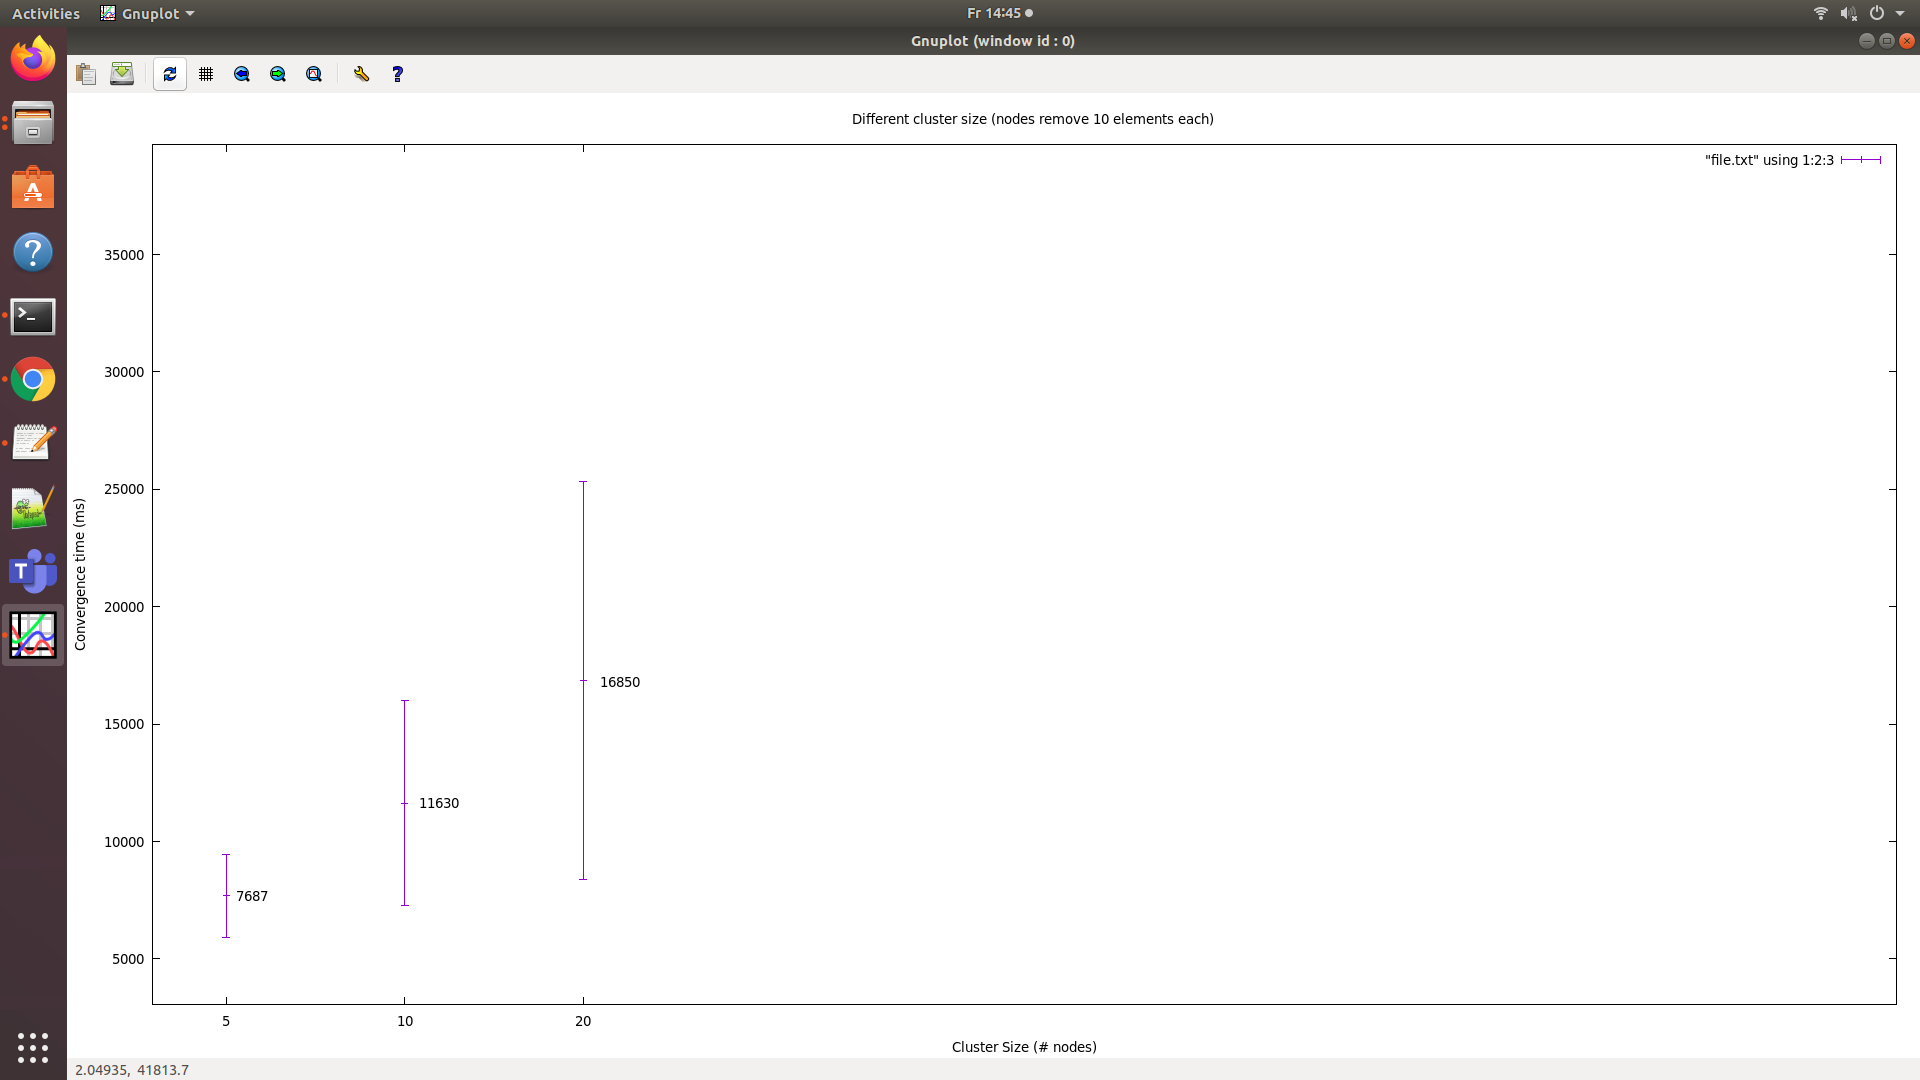 Activities
Gnuplot
Fr 14:45
Gnuplot (window id : 0)
Different cluster size (nodes remove 10 elements each)
"file.txt" using 1:2:3
35000
30000
25000
20000
15000
10000
5000
Convergence time (ms)
16850
11630
7687
5
10
20
Cluster Size (# nodes)
2.04935, 41813.7